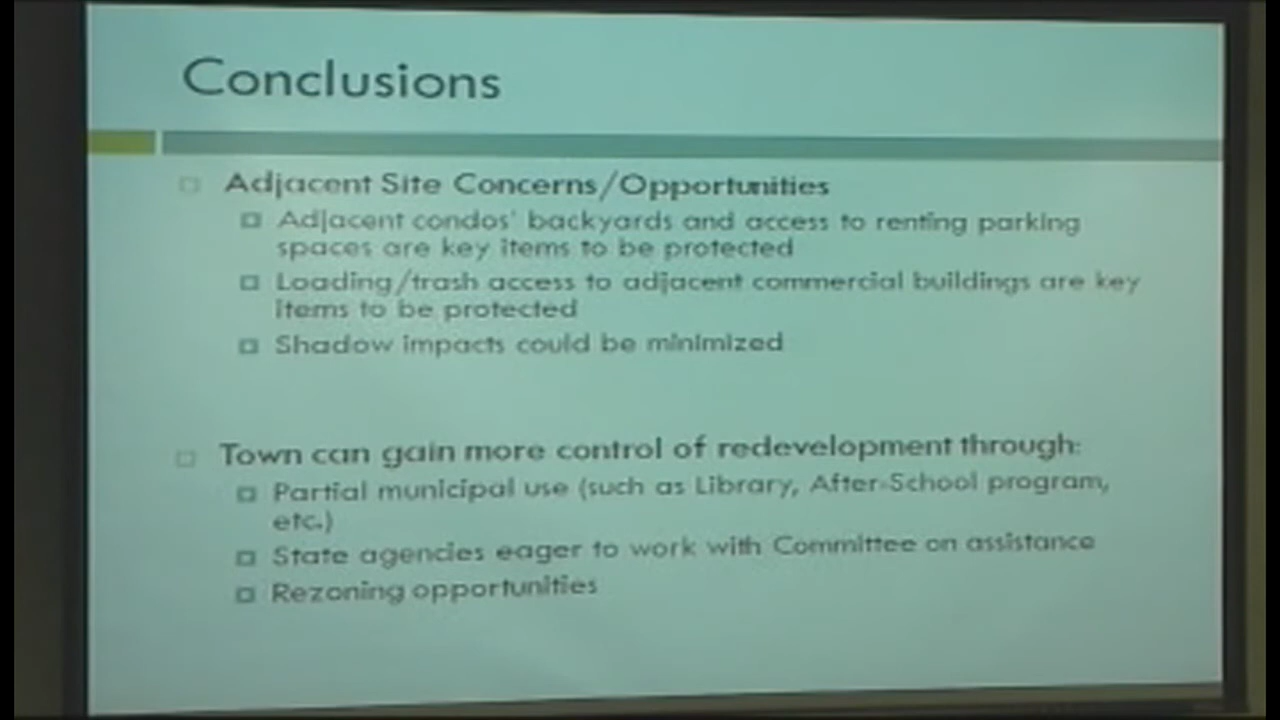 Conclusions
Adjacent Site Concerns/Opportunities
Adjacent condos' backyards and access to renting parking
spaces are key items to be protected
Loading/trash access to adjacent commercial buildings are key
items to be protected
Shadow impacts could be minimized
Town can gain more control of redevelopment through:
Partial municipal use (such as Library, After-School program,
etc.)
State agencies eager to work with Committee on assistance
Rezoning opportunities